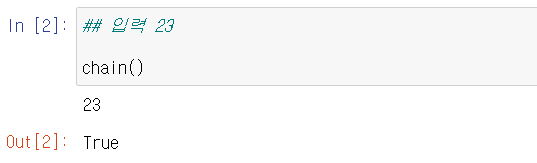 In [2]: ## 입력 23
chain()
23
Out[2]: True